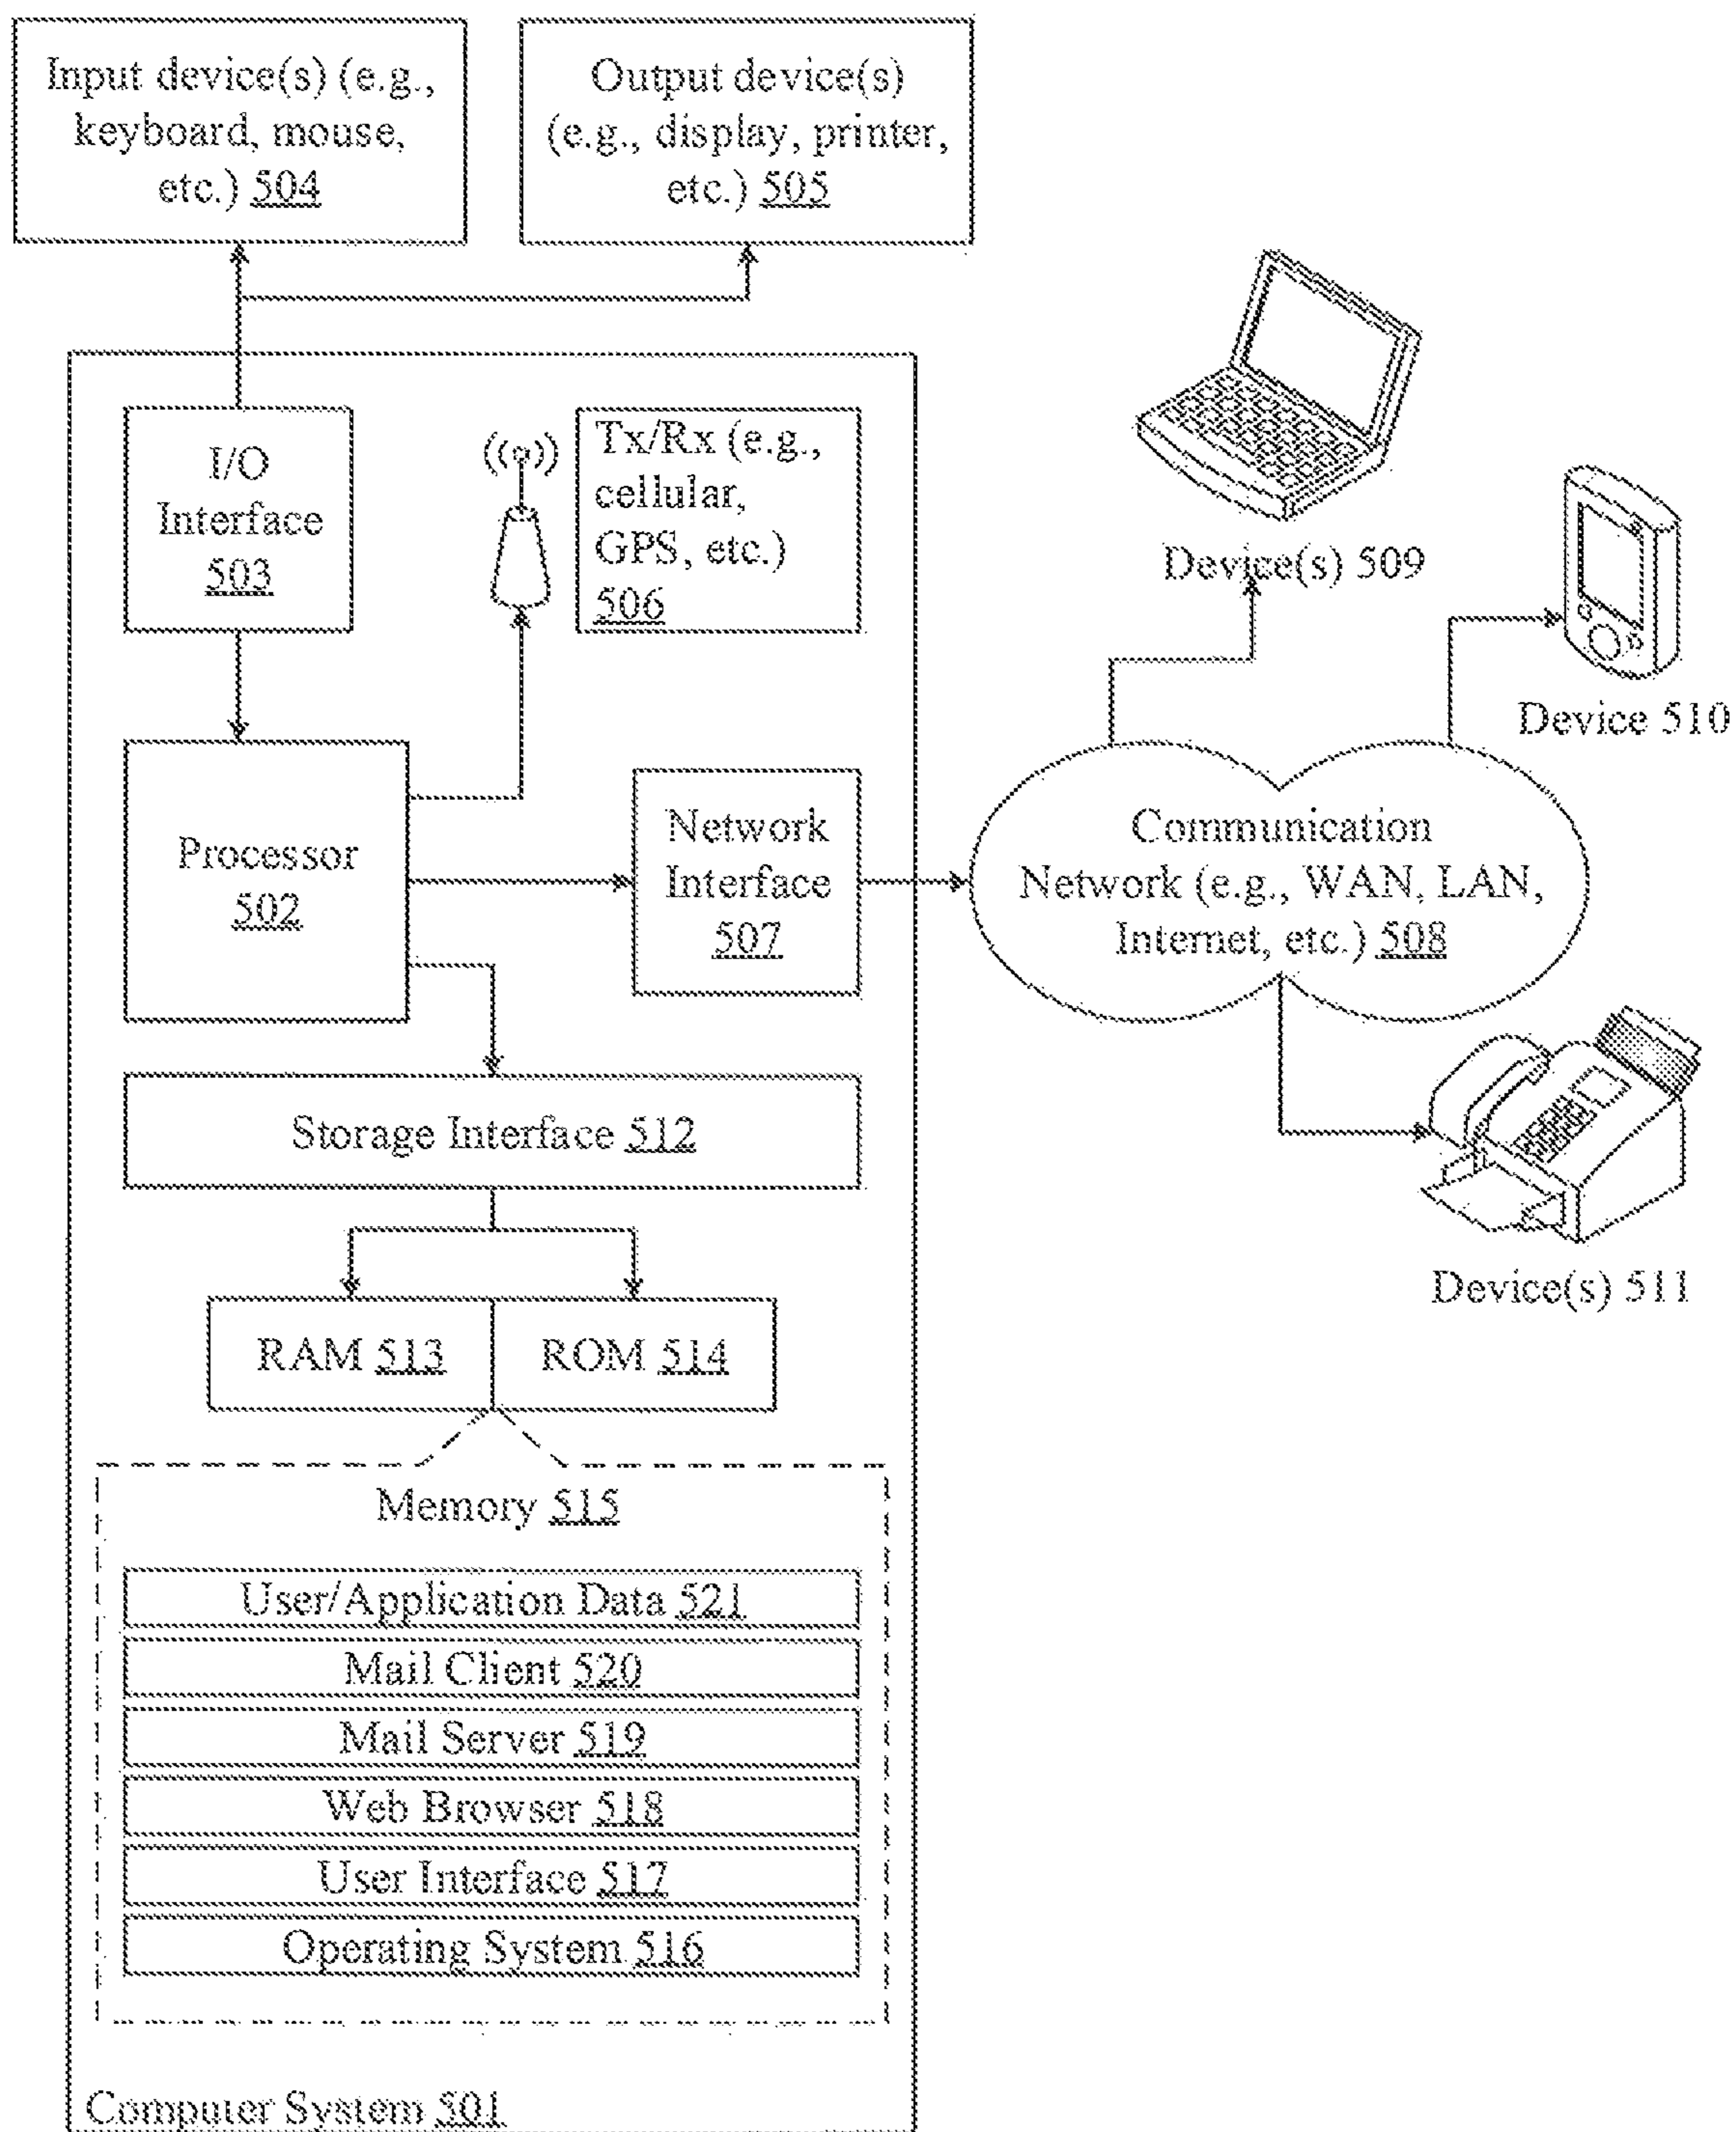 Input device(s) (e.g.,
keyboard, mouse,
etc.) 504
Output device(s)
(e.g., display, printer,
etc.) 505
I/O
Interface
503
Tx/Rx (e.g.,
cellular,
GPS, etc.)
506
Device(s) 509
Device 510
Processor
502
Network
Interface
507
Communication
Network (e.g., WAN, LAN,
Internet, etc.) 508
Storage Interface 512
Device(s) 511
RAM 513
ROM 514
Memory 515
User/Application Data 521
Mail Client 520
Mail Server 519
Web Browser 518
User Interface 517
Operating System 516
Computer System 501